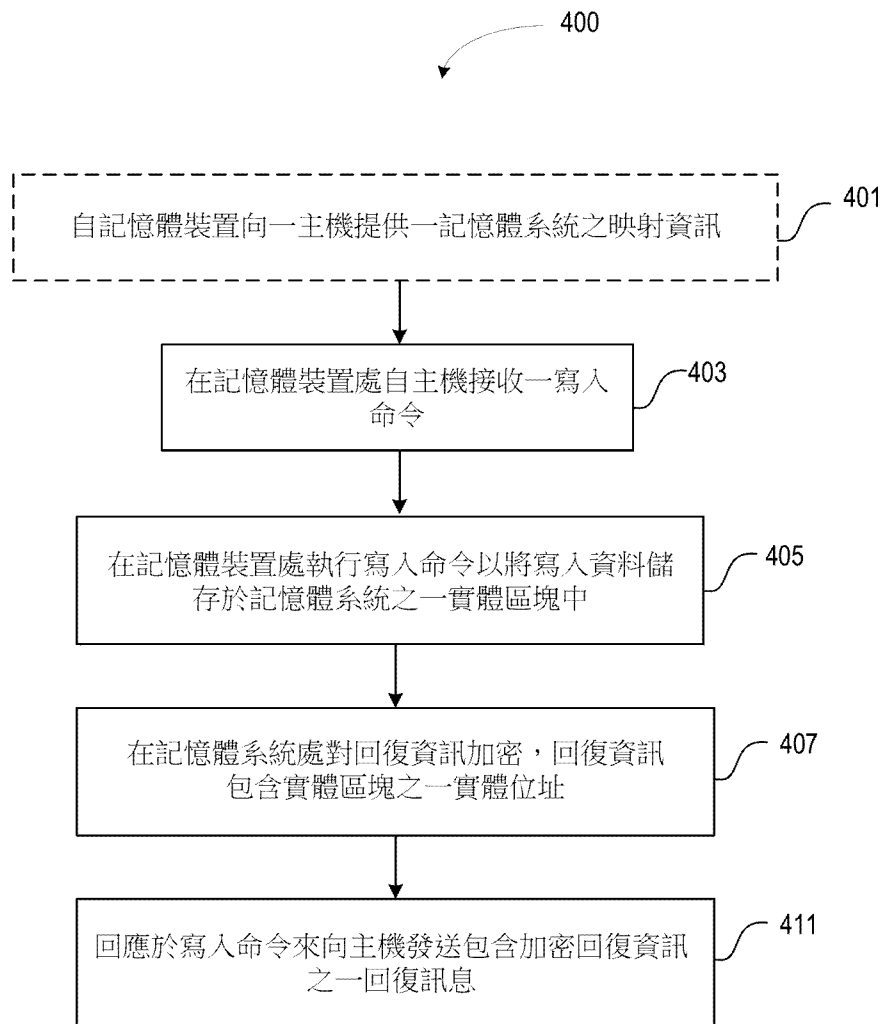 400
自記憶體裝置向一主機提供一記憶體系統之映射資訊
401
在記憶體裝置處自主機接收一寫入
命令
403
在記憶體裝置處執行寫入命令以將寫入資料儲
存於記憶體系統之一實體區塊中
405
在記憶體系統處對回復資訊加密，回復資訊
包含實體區塊之一實體位址
407
回應於寫入命令來向主機發送包含加密回復資訊
之一回復訊息
411